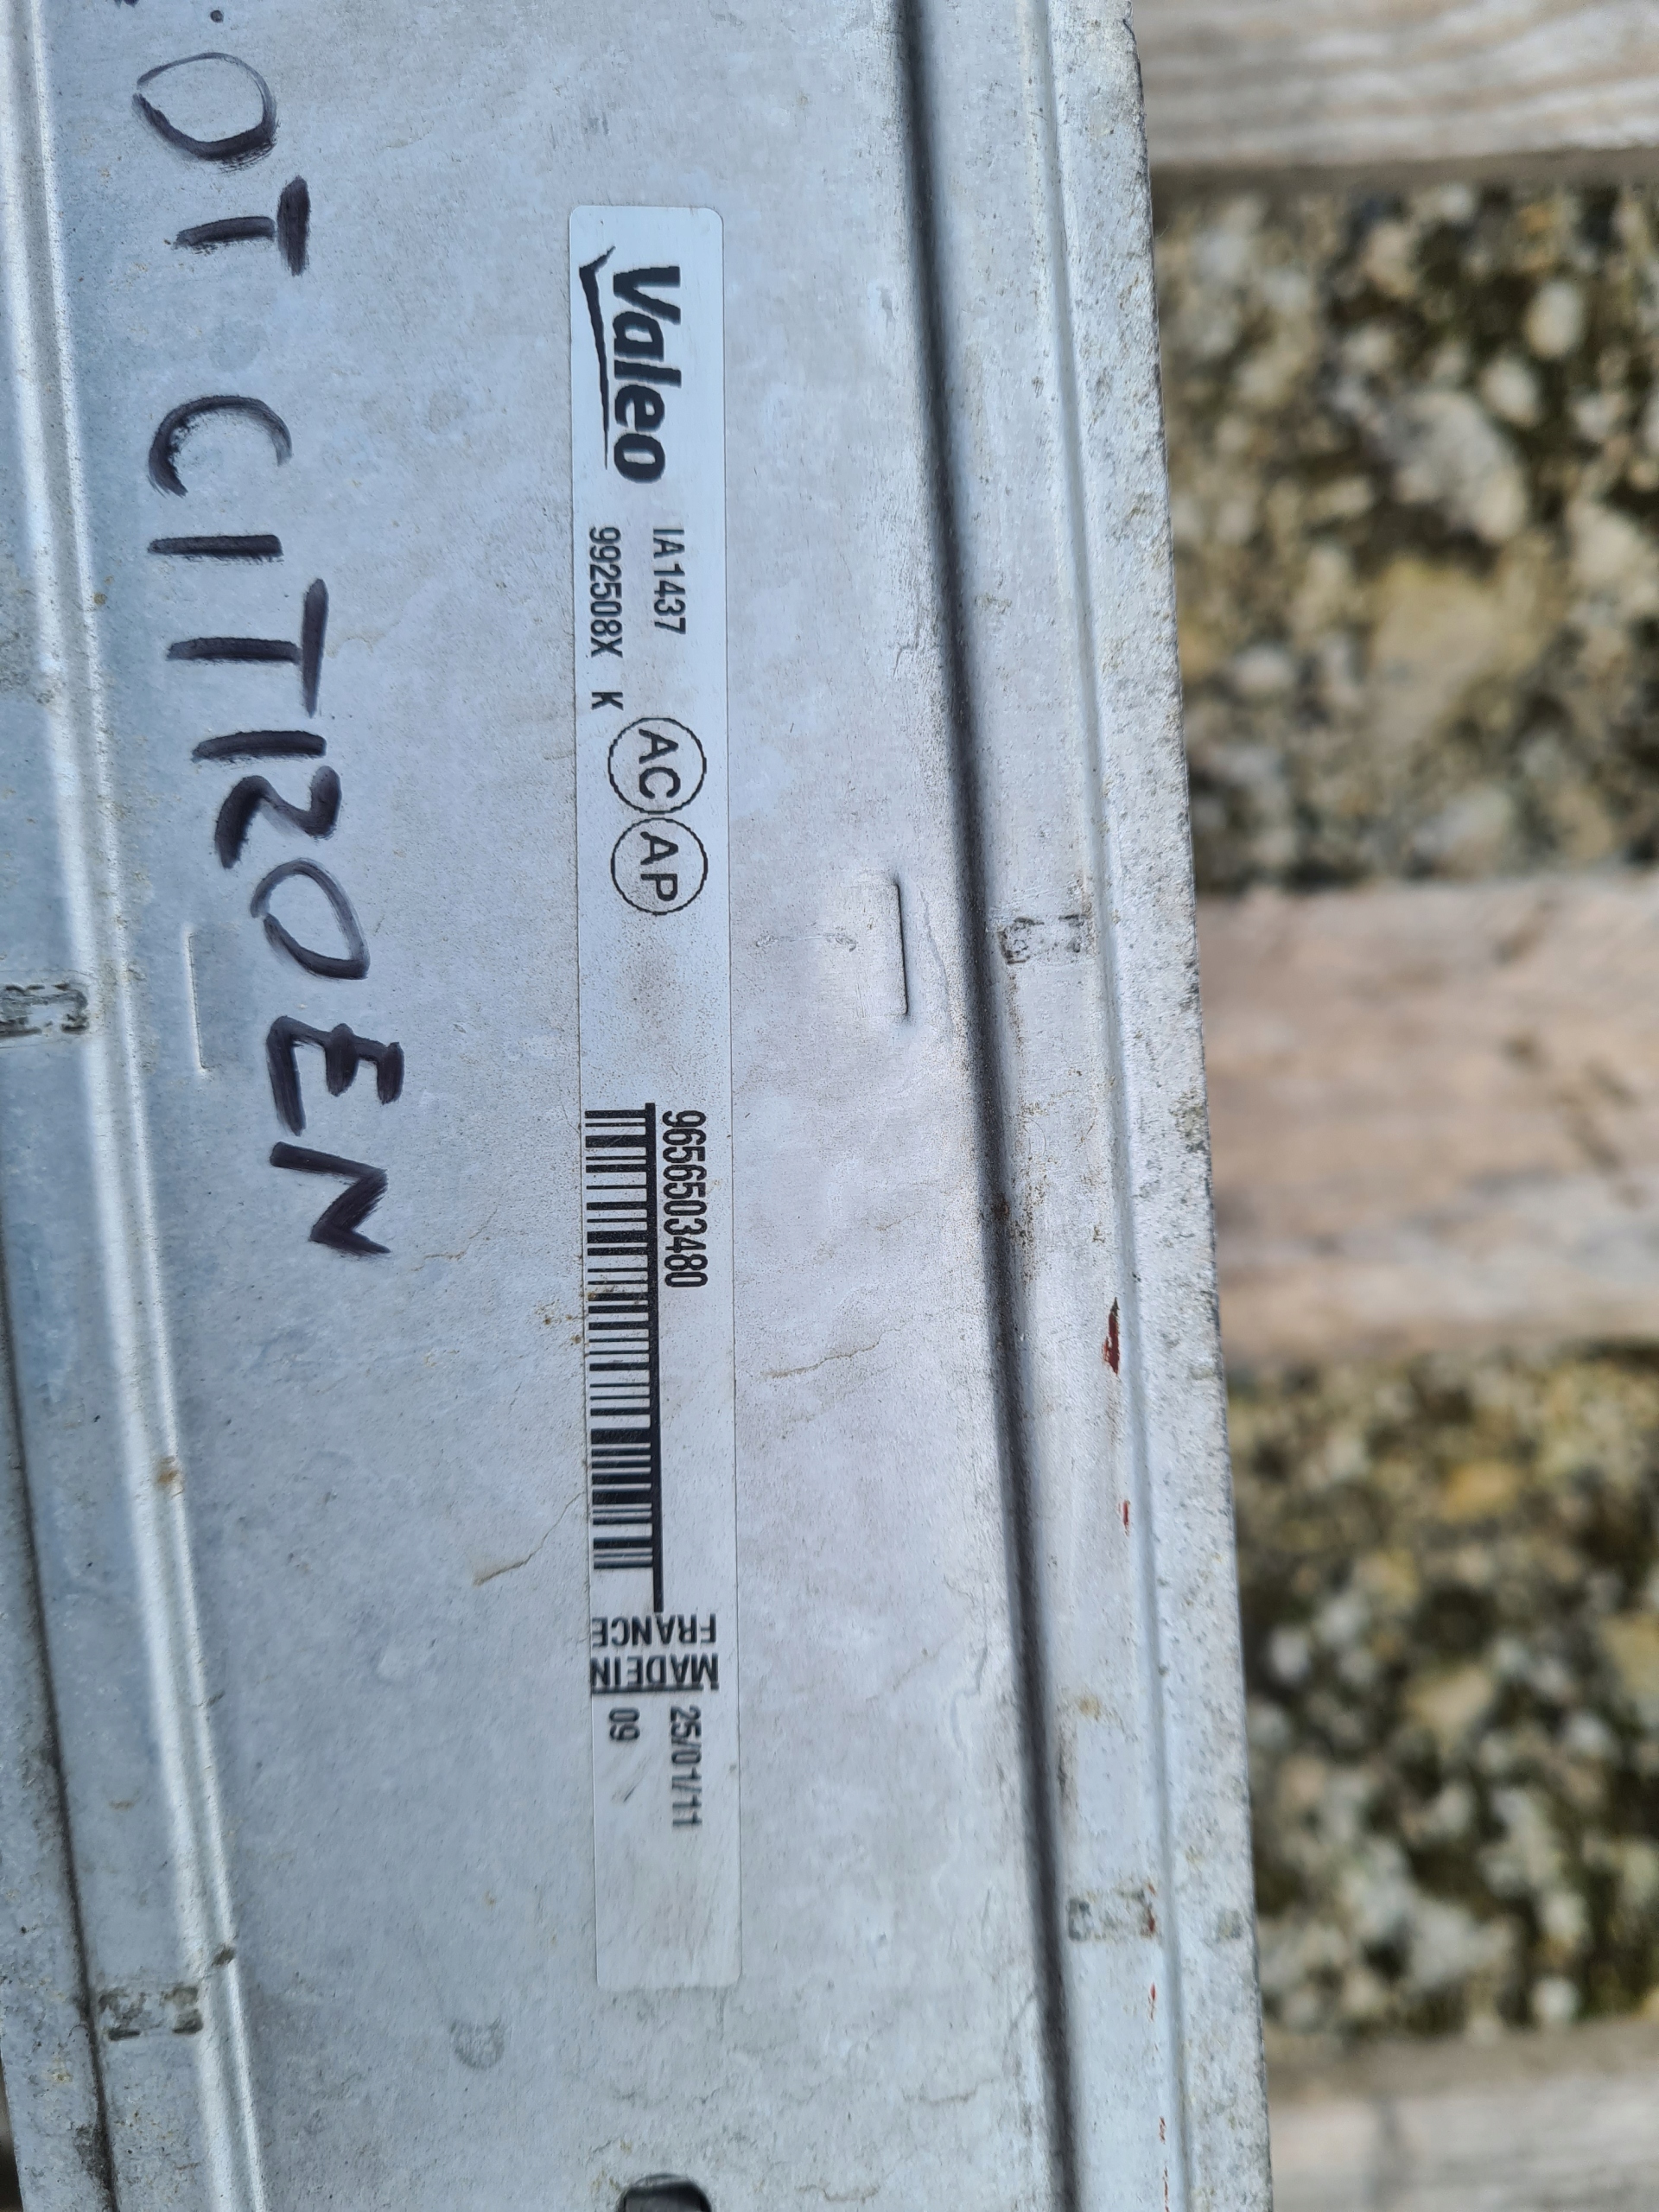 OT CITROEN
Valeo
IA1437
992508X K
AC AP
9656503480
MADE IN
FRANCE
25/01/11
09